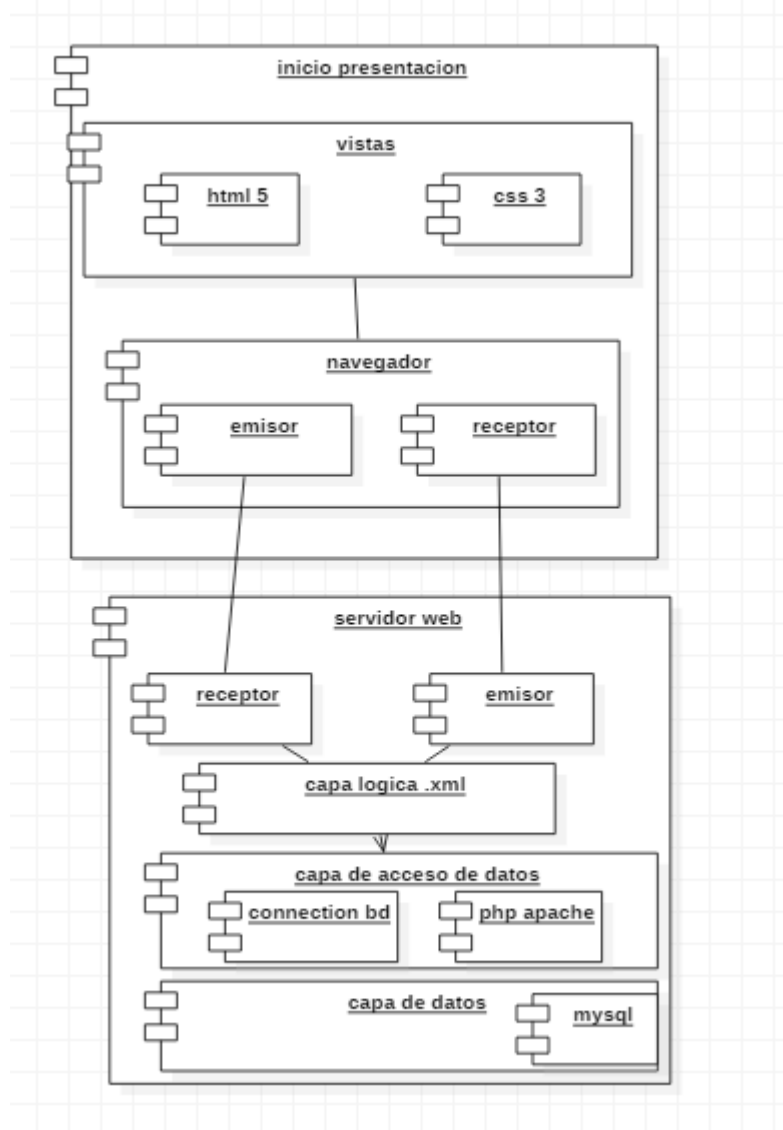 inicio presentacion
vistas
html 5
css 3
navegador
emisor
receptor
servidor web
receptor
emisor
capa logica .xml
capa de acceso de datos
connection bd
php apache
capa de datos
mysql